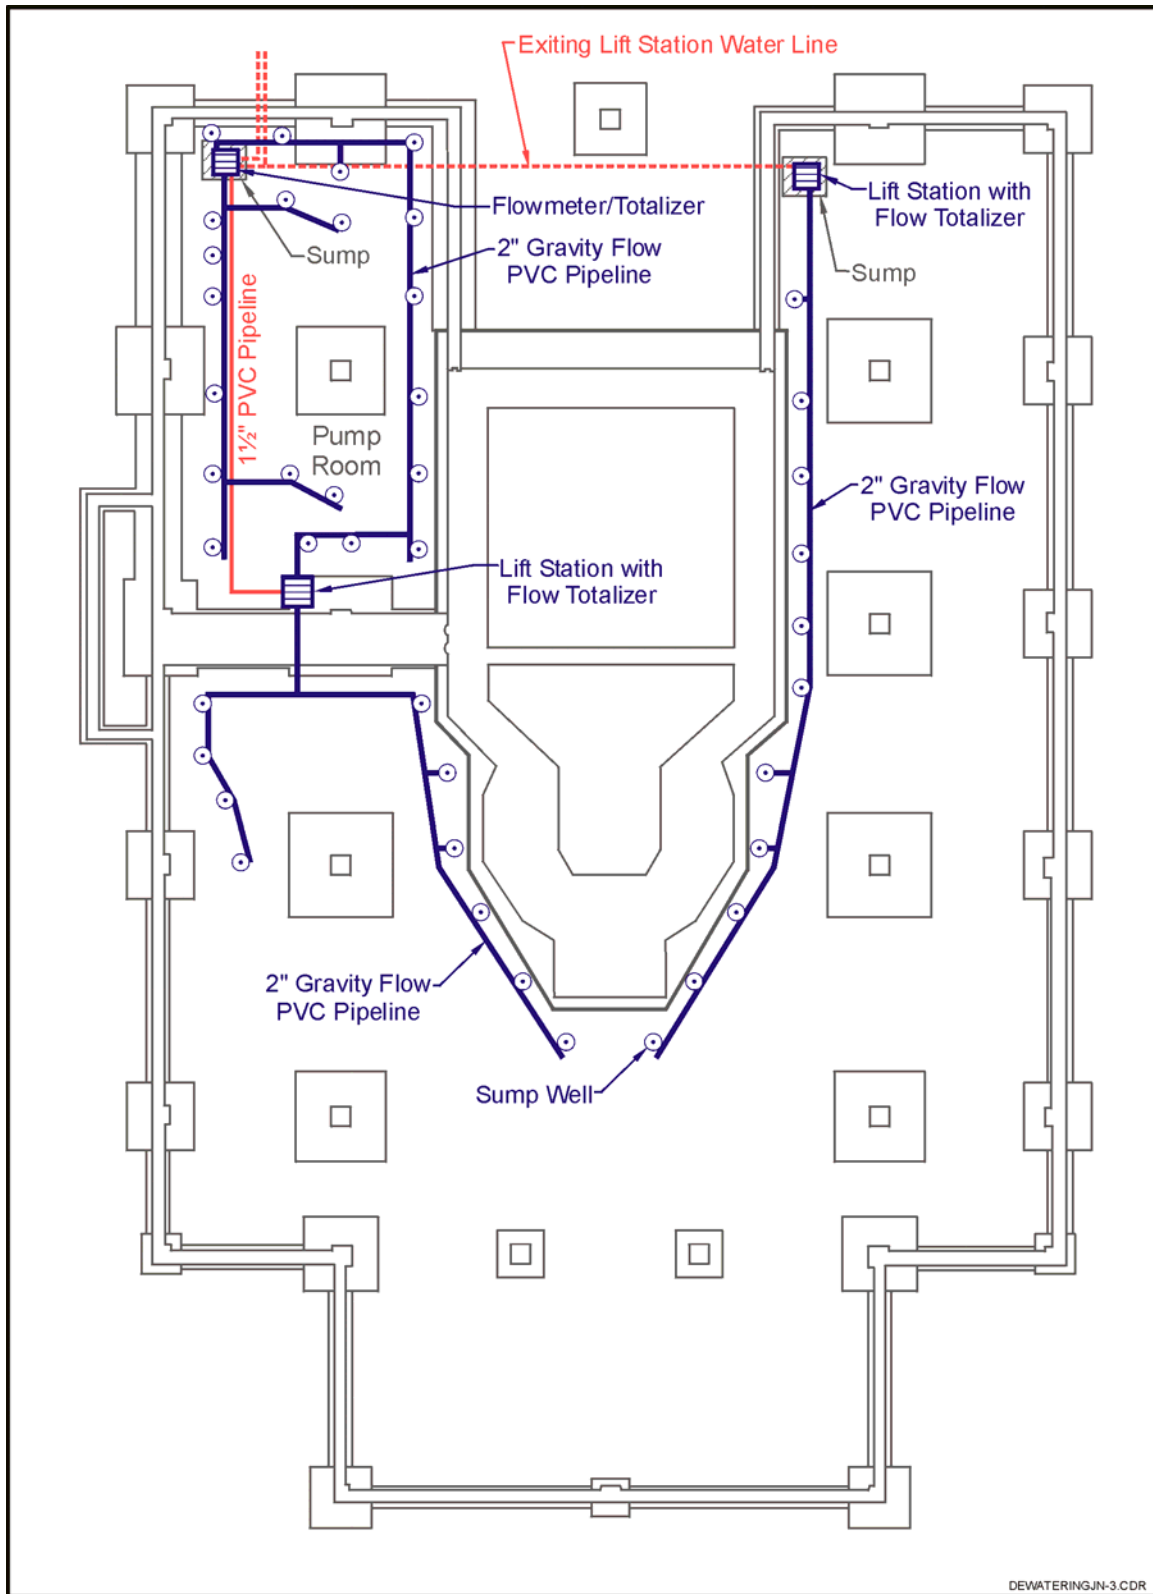 Exiting Lift Station Water Line
Flowmeter/Totalizer
Lift Station with
Flow Totalizer
Sump
2" Gravity Flow
PVC Pipeline
Sump
1½" PVC Pipeline
Pump
Room
2" Gravity Flow
PVC Pipeline
Lift Station with
Flow Totalizer
2" Gravity Flow
PVC Pipeline
Sump Well
DEWATERINGJN-3.CDR